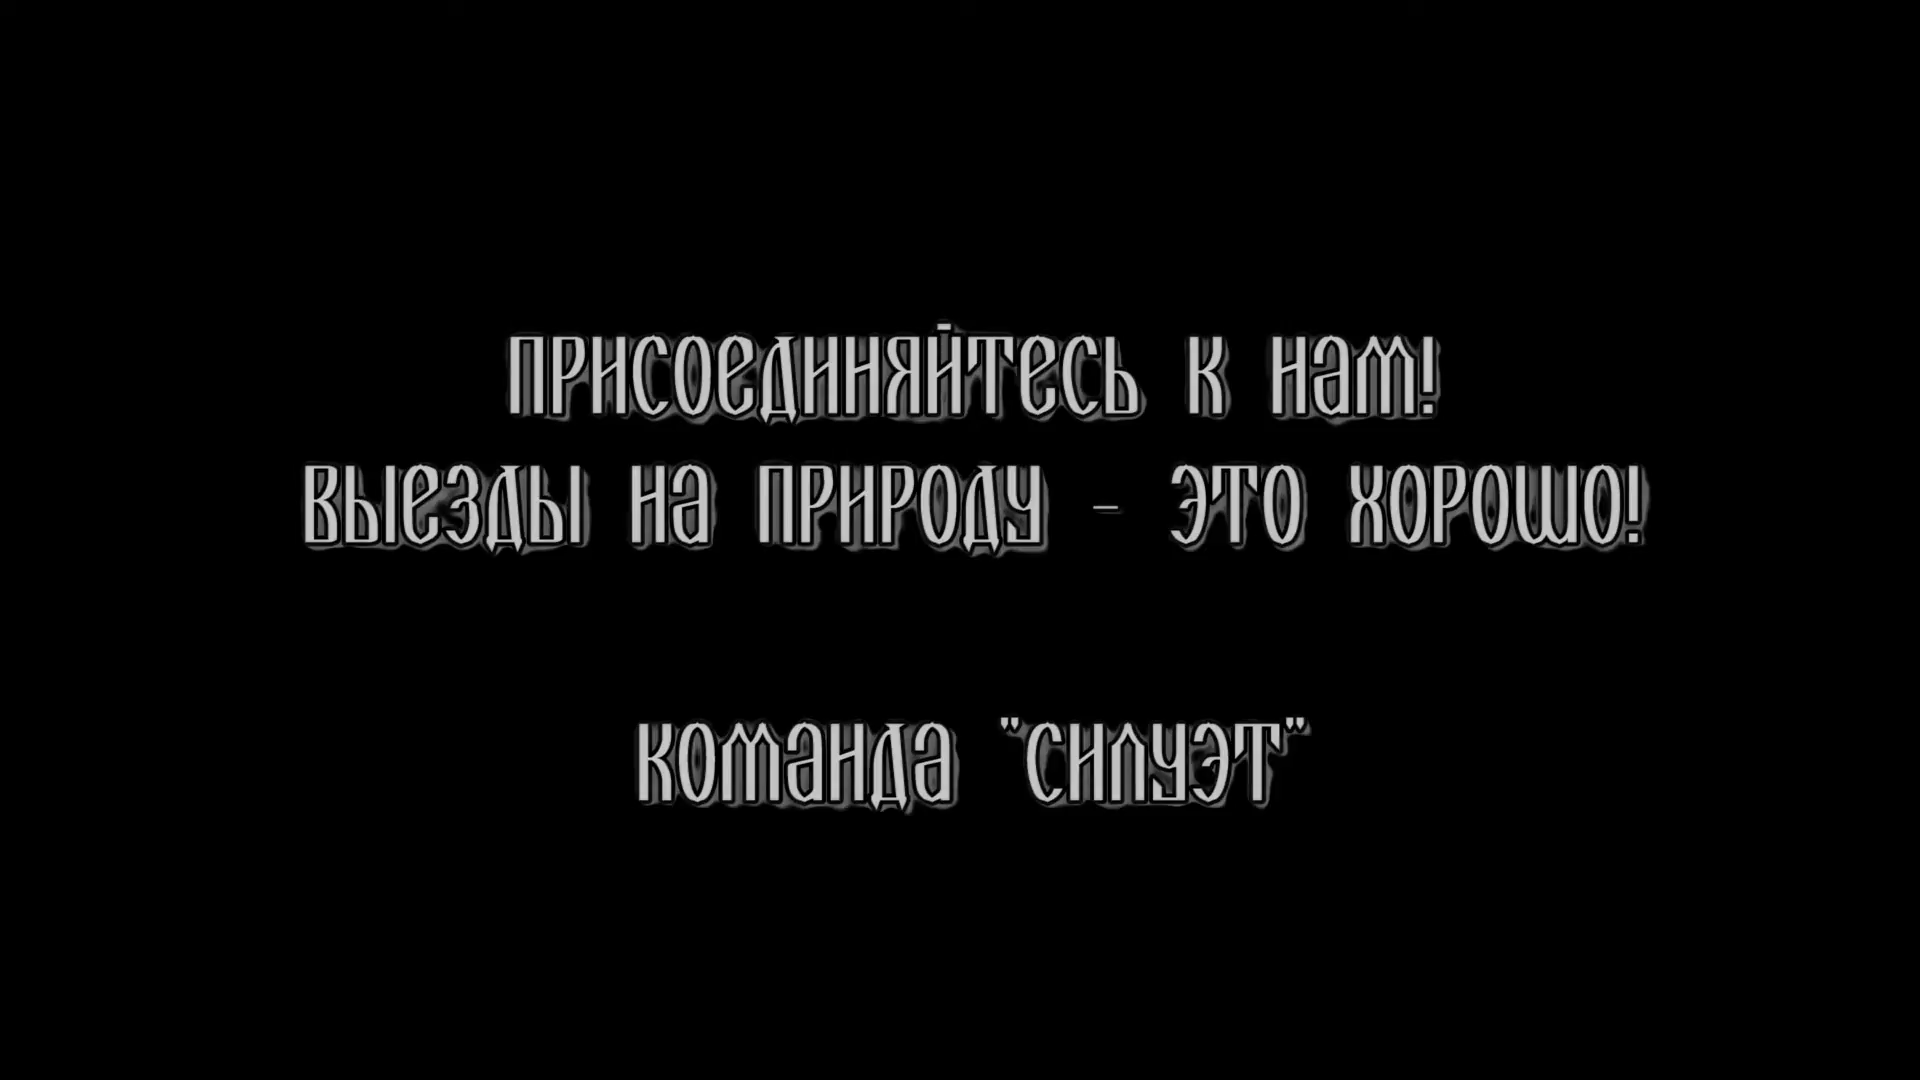 ПРИСОЕДИНЯЙТЕСЬ К НАМ!
ВЫЕЗДЫ НА ПРИРОДУ - ЭТО ХОРОШО!
КОМАНДА "СИЛУЭТ"